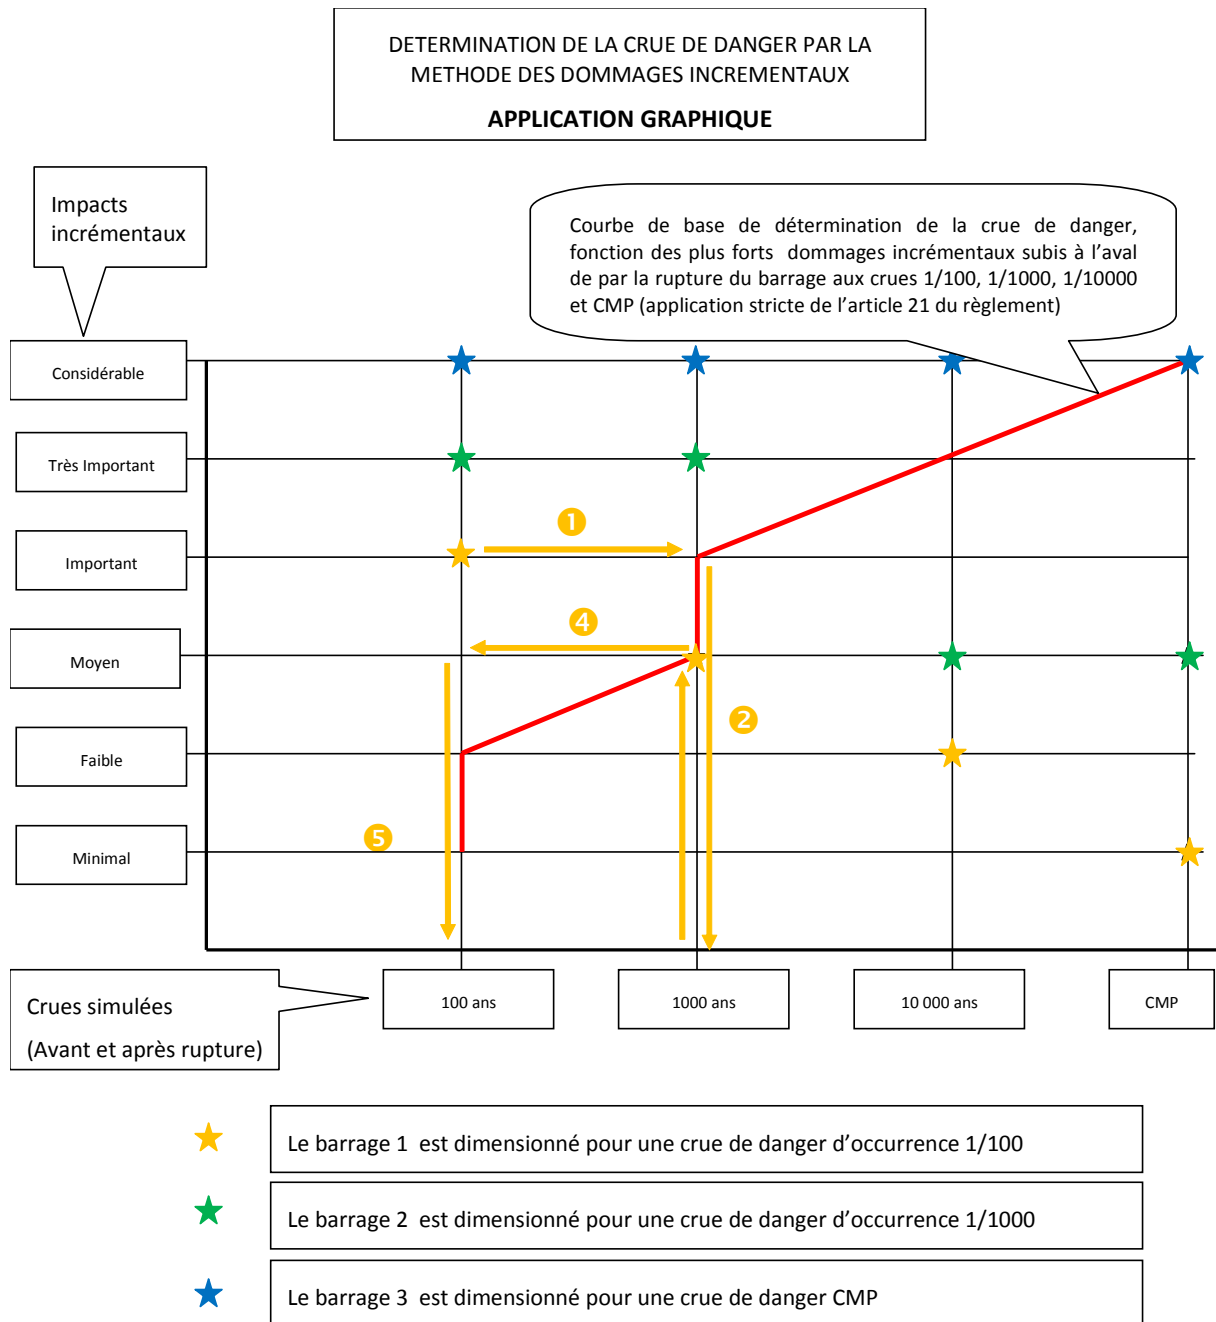 DETERMINATION DE LA CRUE DE DANGER PAR LA
METHODE DES DOMMAGES INCREMENTAUX
APPLICATION GRAPHIQUE
Impacts
incrémentaux
Courbe de base de détermination de la crue de danger,
fonction des plus forts dommages incrémentaux subis à l'aval
de par la rupture du barrage aux crues 1/100, 1/1000, 1/10000
et CMP (application stricte de l'article 21 du règlement)
Considérable
Très Important
1
Important
4
Moyen
2
Faible
5
Minimal
Crues simulées
(Avant et après rupture)
100 ans
1000 ans
10 000 ans
CMP
Le barrage 1 est dimensionné pour une crue de danger d'occurrence 1/100
Le barrage 2 est dimensionné pour une crue de danger d'occurrence 1/1000
Le barrage 3 est dimensionné pour une crue de danger CMP